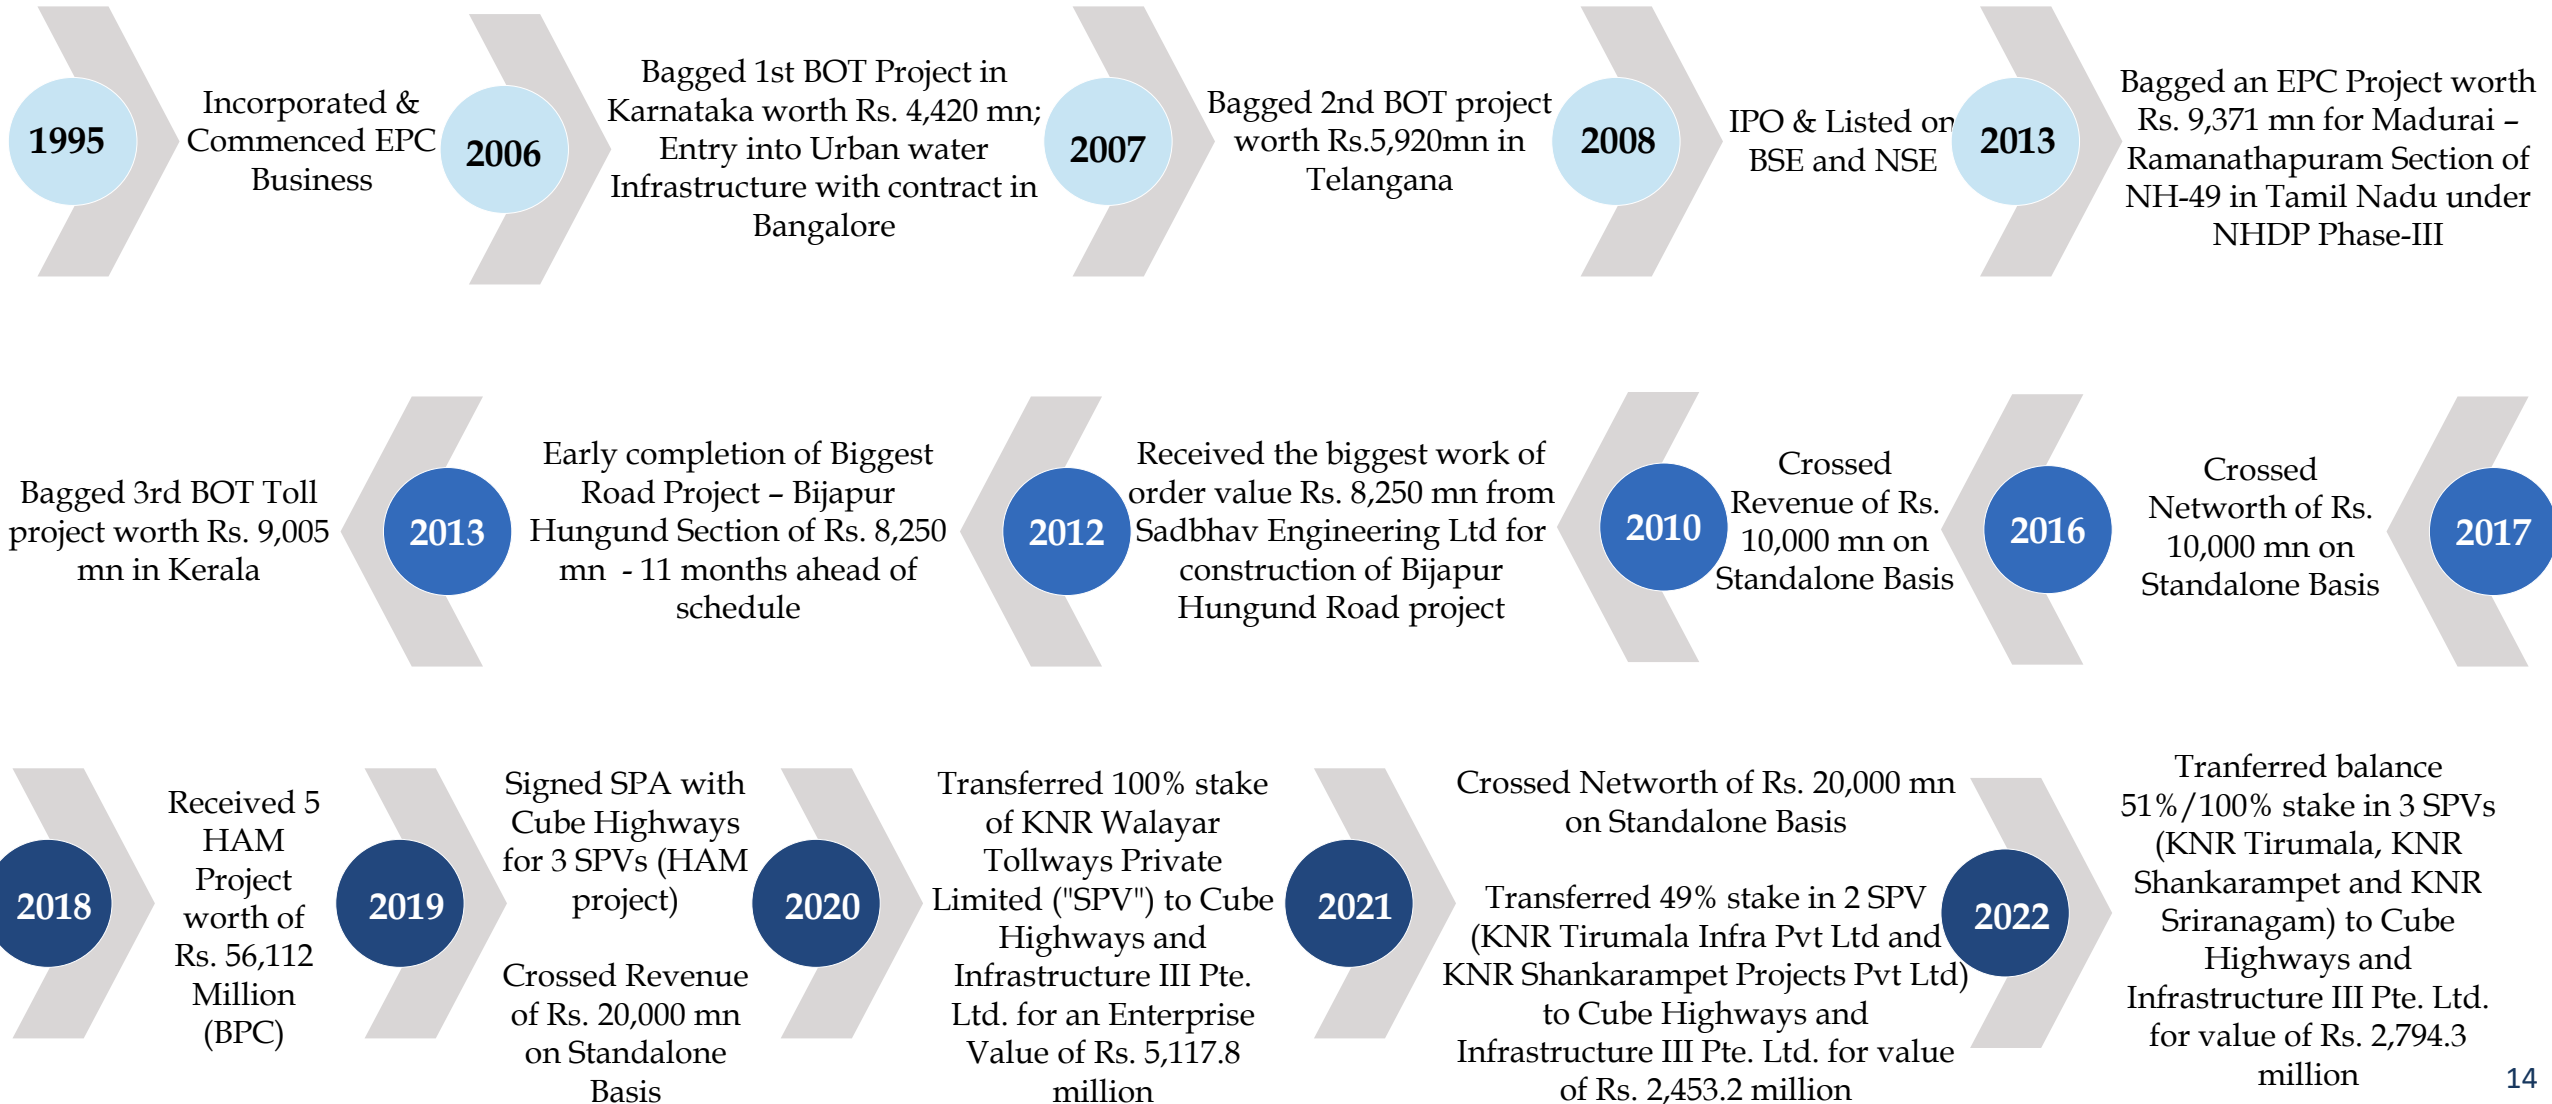 1995
Incorporated &
Commenced EPC
Business
2006
Bagged 1st BOT Project in
Karnataka worth Rs. 4,420 mn;
Entry into Urban water
Infrastructure with contract in
Bangalore
2007
Bagged 2nd BOT project
worth Rs.5,920mn in
Telangana
2008
IPO & Listed on
BSE and NSE
2013
Bagged an EPC Project worth
Rs. 9,371 mn for Madurai –
Ramanathapuram Section of
NH-49 in Tamil Nadu under
NHDP Phase-III
Bagged 3rd BOT Toll
project worth Rs. 9,005
mn in Kerala
2013
Early completion of Biggest
Road Project – Bijapur
Hungund Section of Rs. 8,250
mn - 11 months ahead of
schedule
2012
Received the biggest work of
order value Rs. 8,250 mn from
Sadbhav Engineering Ltd for
construction of Bijapur
Hungund Road project
2010
Crossed
Revenue of Rs.
10,000 mn on
Standalone Basis
2016
Crossed
Networth of Rs.
10,000 mn on
Standalone Basis
2017
2018
Received 5
HAM
Project
worth of
Rs. 56,112
Million
(BPC)
2019
Signed SPA with
Cube Highways
for 3 SPVs (HAM
project)
Crossed Revenue
of Rs. 20,000 mn
on Standalone
Basis
2020
Transferred 100% stake
of KNR Walayar
Tollways Private
Limited ("SPV") to Cube
Highways and
Infrastructure III Pte.
Ltd. for an Enterprise
Value of Rs. 5,117.8
million
2021
Crossed Networth of Rs. 20,000 mn
on Standalone Basis
Transferred 49% stake in 2 SPV
(KNR Tirumala Infra Pvt Ltd and
KNR Shankarampet Projects Pvt Ltd)
to Cube Highways and
Infrastructure III Pte. Ltd. for value
of Rs. 2,453.2 million
2022
Tranferred balance
51%/100% stake in 3 SPVs
(KNR Tirumala, KNR
Shankarampet and KNR
Sriranagam) to Cube
Highways and
Infrastructure III Pte. Ltd.
for value of Rs. 2,794.3
million
14